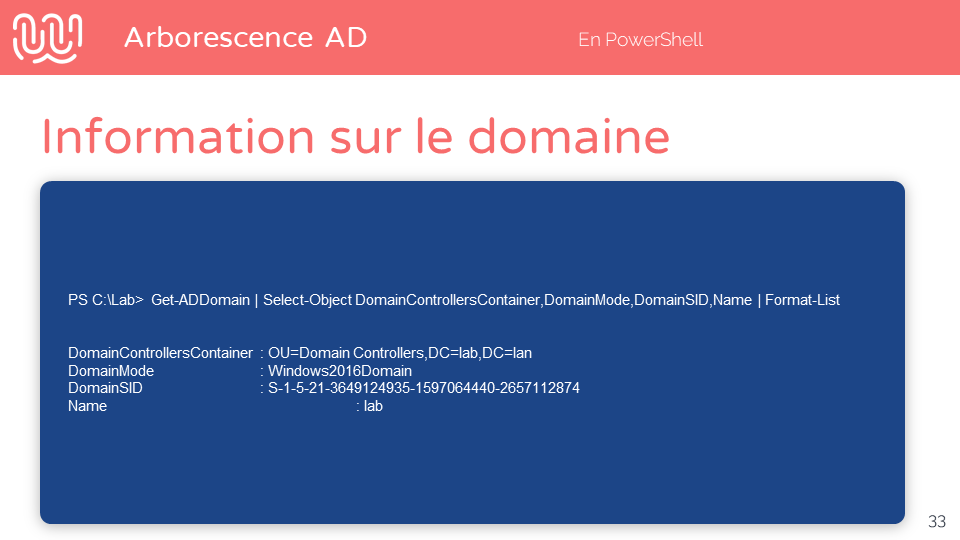 Arborescence AD
En PowerShell
Information sur le domaine
PS C:\Lab> Get-ADDomain | Select-Object DomainControllersContainer,DomainMode,DomainSID,Name | Format-List
DomainControllersContainer : OU=Domain Controllers,DC=lab,DC=lan
DomainMode : Windows2016Domain
DomainSID : S-1-5-21-3649124935-1597064440-2657112874
Name : lab
33